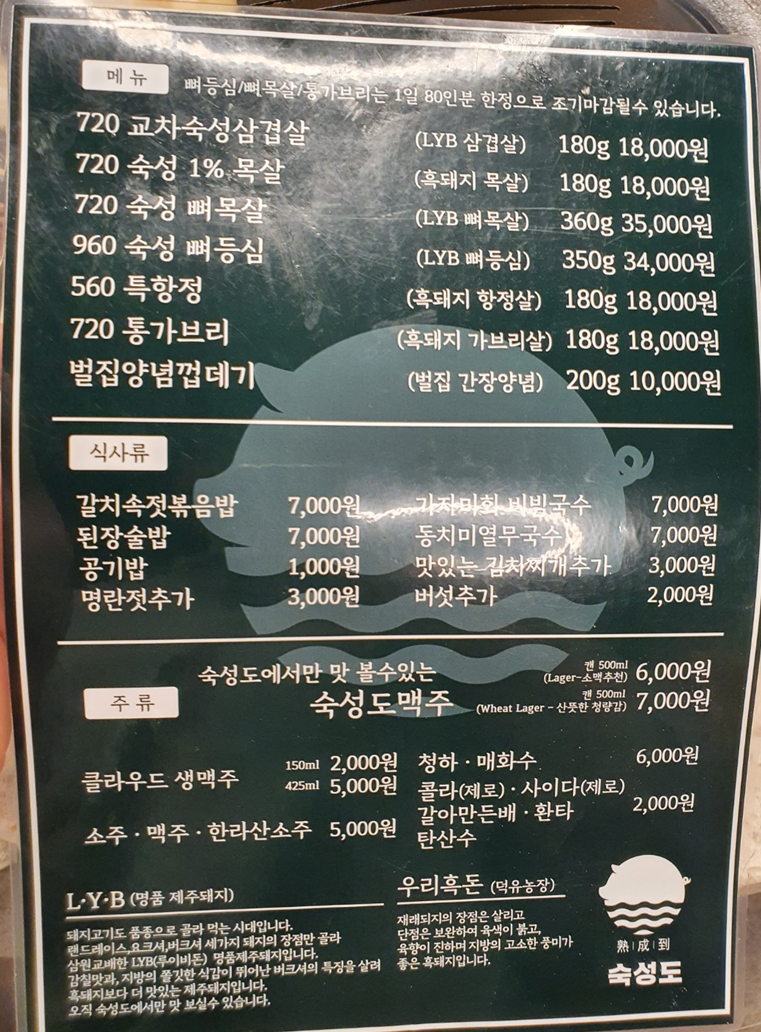 메뉴
뼈등심/뼈목살/통가브리는 1일 80인분 한정으로 조기마감될수 있습니다.
720 교차숙성삼겹살 (LYB 삼겹살) 180g 18,000원
720 숙성 1% 목살 (흑돼지 목살) 180g 18,000원
720 숙성 뼈목살 (LYB 뼈목살) 360g 35,000원
960 숙성 뼈등심 (LYB 뼈등심) 350g 34,000원
560 특항정 (흑돼지 항정살) 180g 18,000원
720 통가브리 (흑돼지 가브리살) 180g 18,000원
벌집양념껍데기 (벌집 간장양념) 200g 10,000원
식사류
갈치속젓볶음밥 7,000원 가자미회 비빔국수 7,000원
된장술밥 7,000원 동치미열무국수 7,000원
공기밥 1,000원 맛있는 김치찌개추가 3,000원
명란젓추가 3,000원 버섯추가 2,000원
주류
숙성도에서만 맛 볼수있는
숙성도맥주
캔 500ml
(Lager-소맥추천) 6,000원
캔 500ml
(Wheat Lager - 산뜻한 청량감) 7,000원
클라우드 생맥주
150ml 2,000원
425ml 5,000원
소주 · 맥주 · 한라산소주 5,000원
청하 · 매화수 6,000원
콜라(제로) · 사이다(제로)
갈아만든배 · 환타 2,000원
탄산수
L·Y·B (명품 제주돼지)
돼지고기도 품종으로 골라 먹는 시대입니다.
랜드레이스,요크셔,버크셔 세가지 돼지의 장점만 골라
삼원교배한 LYB(루이비돈) 명품제주돼지입니다.
감칠맛과, 지방의 쫄깃한 식감이 뛰어난 버크셔의 특징을 살려
흑돼지보다 더 맛있는 제주돼지입니다.
오직 숙성도에서만 맛 보실수 있습니다.
우리흑돈 (덕유농장)
재래되지의 장점은 살리고
단점은 보완하여 육색이 붉고,
육향이 진하며 지방의 고소한 풍미가
좋은 흑돼지입니다.
熟|成|到
숙성도